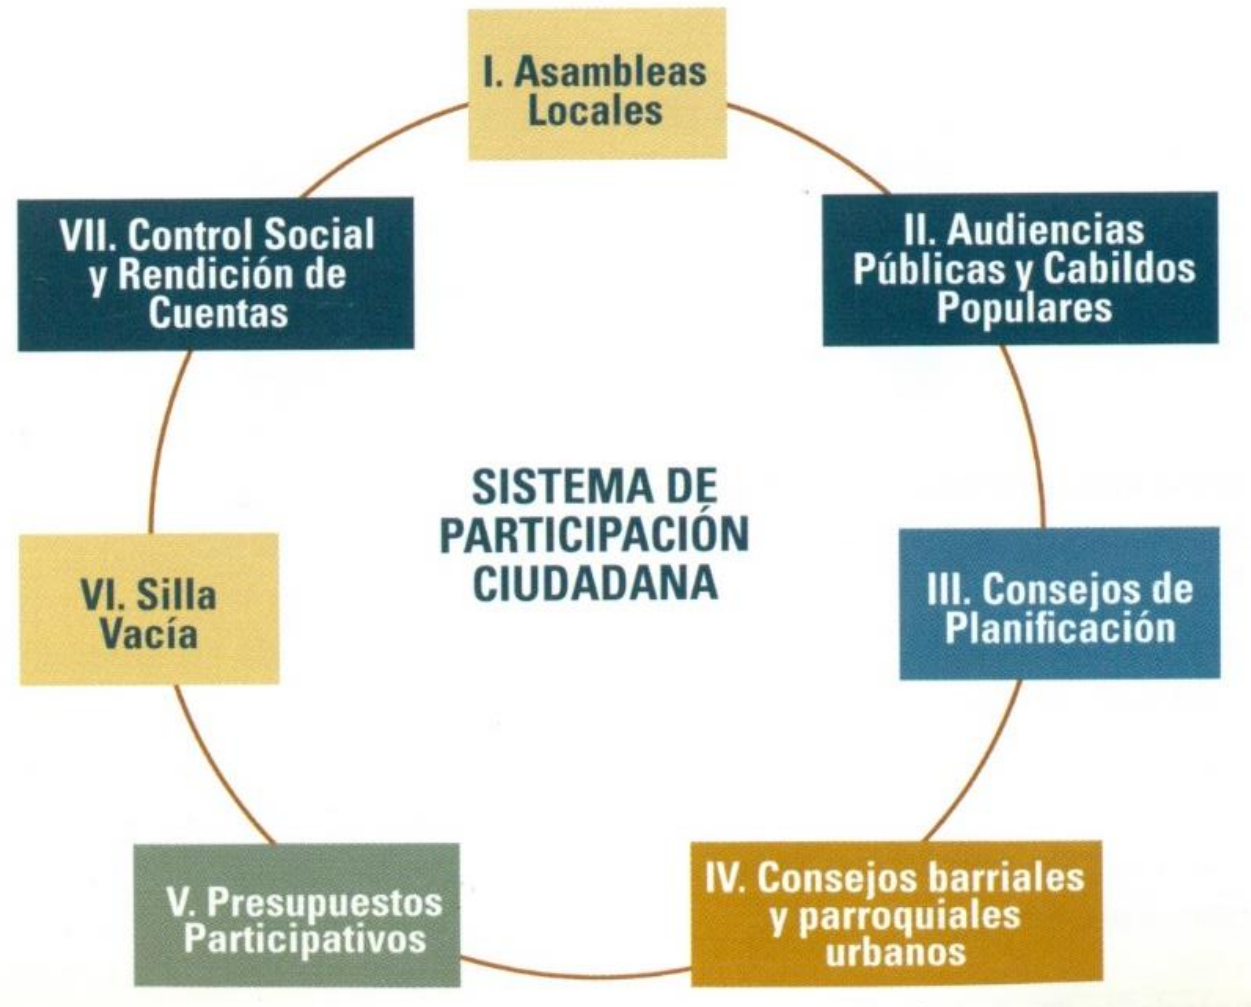 I. Asambleas
Locales
II. Audiencias
Públicas y Cabildos
Populares
III. Consejos de
Planificación
IV. Consejos barriales
y parroquiales
urbanos
V. Presupuestos
Participativos
VI. Silla
Vacía
VII. Control Social
y Rendición de
Cuentas
SISTEMA DE
PARTICIPACIÓN
CIUDADANA